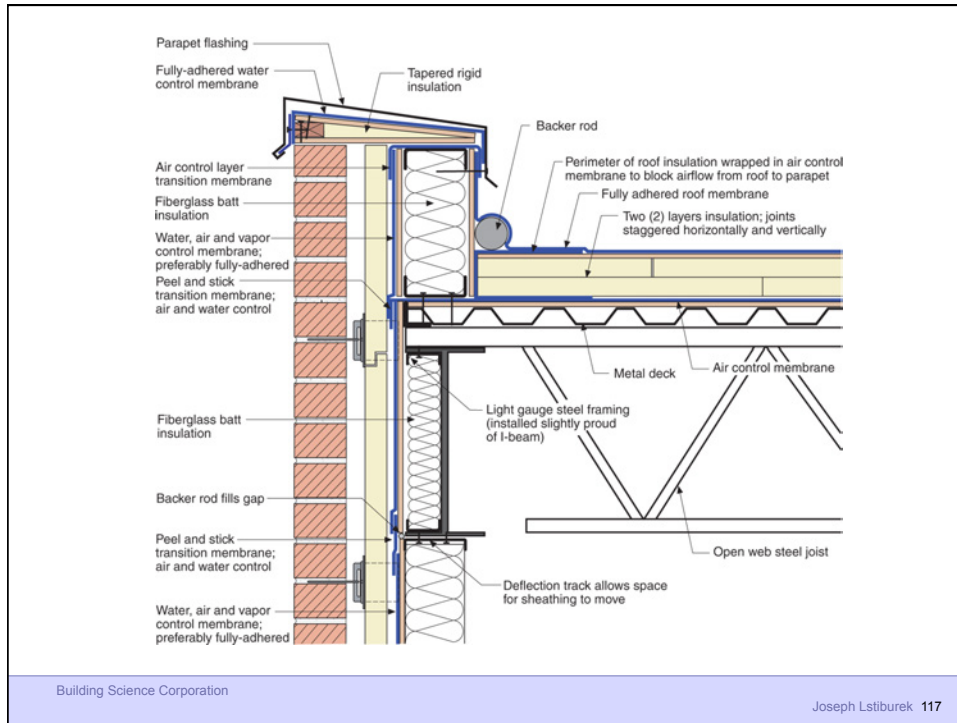 Parapet flashing
Fully-adhered water
control membrane
Tapered rigid
insulation
Backer rod
Air control layer
transition membrane
Perimeter of roof insulation wrapped in air control
membrane to block airflow from roof to parapet
Fully adhered roof membrane
Fiberglass batt
insulation
Two (2) layers insulation; joints
staggered horizontally and vertically
Water, air and vapor
control membrane;
preferably fully-adhered
Peel and stick
transition membrane;
air and water control
Metal deck
Air control membrane
Fiberglass batt
insulation
Light gauge steel framing
(installed slightly proud
of I-beam)
Backer rod fills gap
Peel and stick
transition membrane;
air and water control
Open web steel joist
Deflection track allows space
for sheathing to move
Water, air and vapor
control membrane;
preferably fully-adhered
Building Science Corporation
Joseph Lstiburek 117